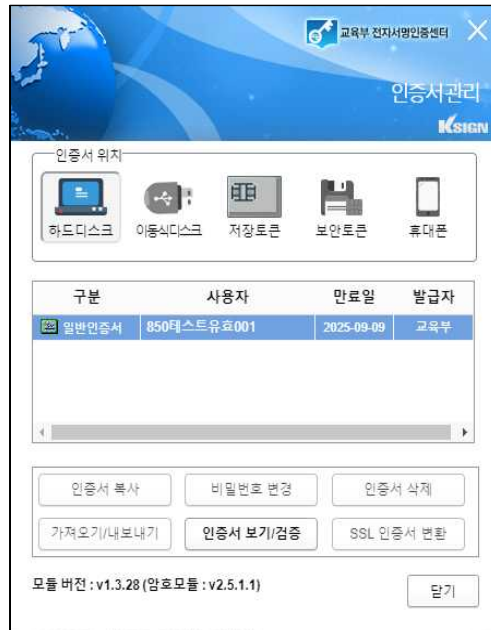 교육부 전자서명인증센터
인증서관리
KSIGN
인증서 위치
하드디스크 이동식디스크 저장토큰 보안토큰 휴대폰
구분 사용자 만료일 발급자
일반인증서 850테스트유효001 2025-09-09 교육부
인증서 복사 비밀번호 변경 인증서 삭제
가져오기/내보내기 인증서 보기/검증 SSL 인증서 변환
모듈 버전 : v1.3.28 (암호모듈 : v2.5.1.1)
닫기